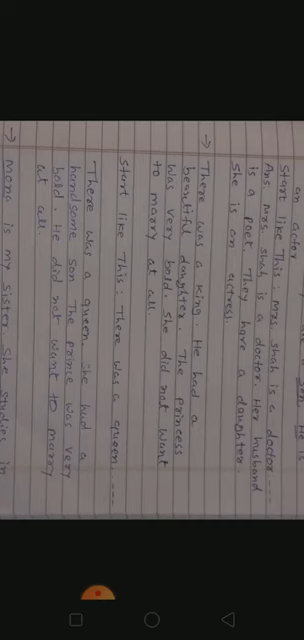 an actor
He is
Start like This : Mrs. shah is a doctor ----
Ans Mrs. shah is a doctor. Her husband
is a poet. They have a daughter.
she is an actress.
→ There was a king. He had a
beautiful daughter. The princess
was very bold. she did not want
to marry at all
Start like This : There was a queen. ----
There was a queen she had a
handsome son The prince was very
bold. He did not want to marry
at all
→ mona is my sister she studies in